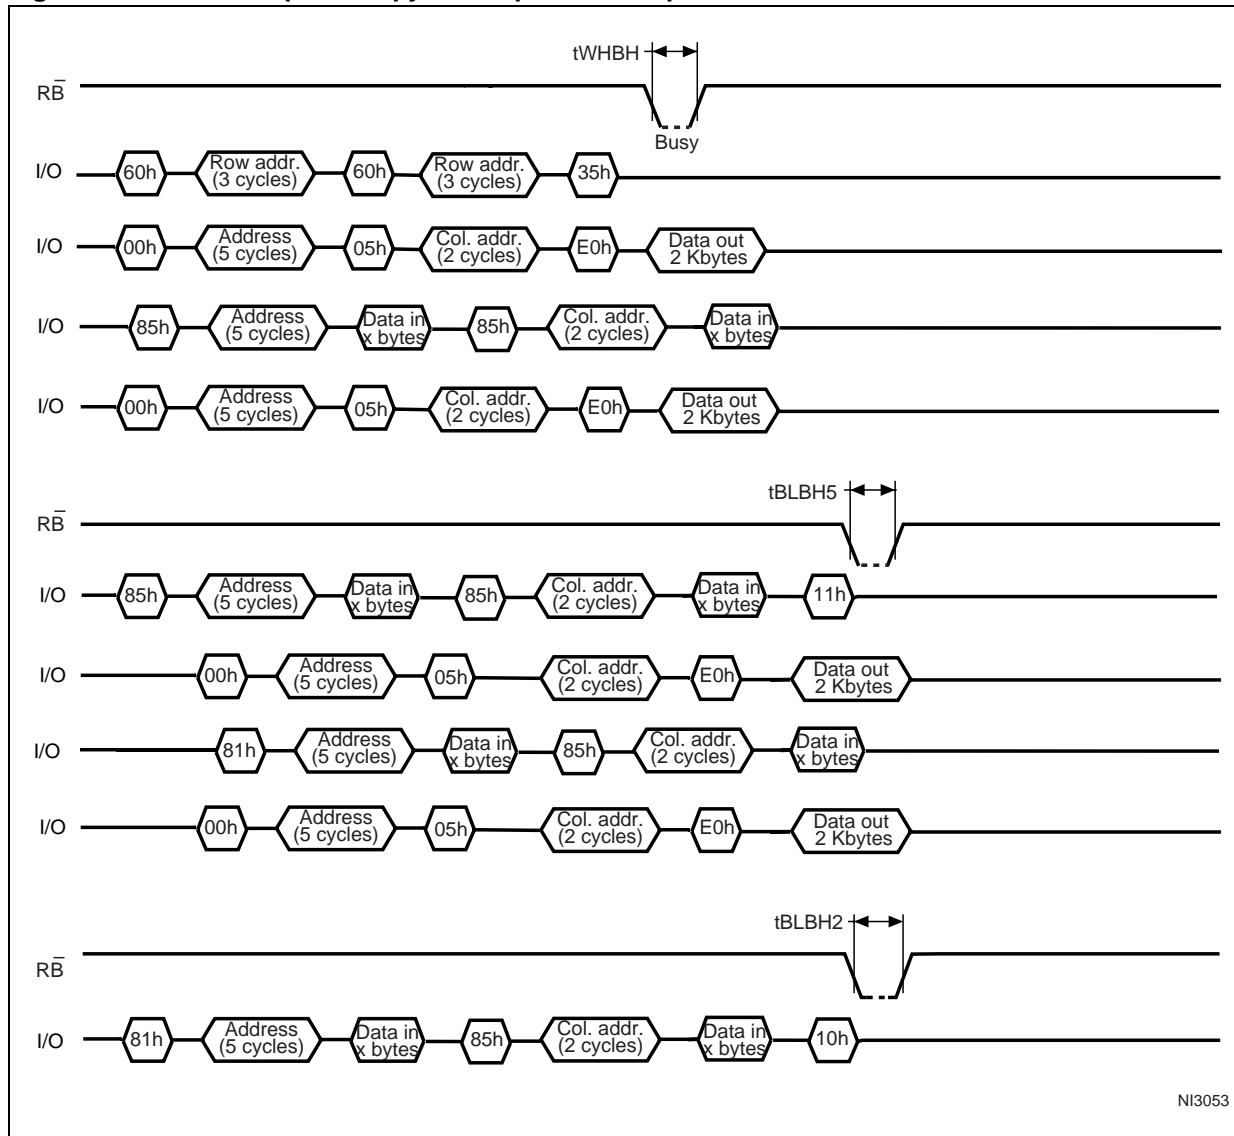 tWHBH
RB̅
Busy
I/O 60h Row addr. (3 cycles) 60h Row addr. (3 cycles) 35h
I/O 00h Address (5 cycles) 05h Col. addr. (2 cycles) E0h Data out 2 Kbytes
I/O 85h Address (5 cycles) Data in x bytes 85h Col. addr. (2 cycles) Data in x bytes
I/O 00h Address (5 cycles) 05h Col. addr. (2 cycles) E0h Data out 2 Kbytes
tBLBH5
RB̅
I/O 85h Address (5 cycles) Data in x bytes 85h Col. addr. (2 cycles) Data in x bytes 11h
I/O 00h Address (5 cycles) 05h Col. addr. (2 cycles) E0h Data out 2 Kbytes
I/O 81h Address (5 cycles) Data in x bytes 85h Col. addr. (2 cycles) Data in x bytes
I/O 00h Address (5 cycles) 05h Col. addr. (2 cycles) E0h Data out 2 Kbytes
tBLBH2
RB̅
I/O 81h Address (5 cycles) Data in x bytes 85h Col. addr. (2 cycles) Data in x bytes 10h
NI3053